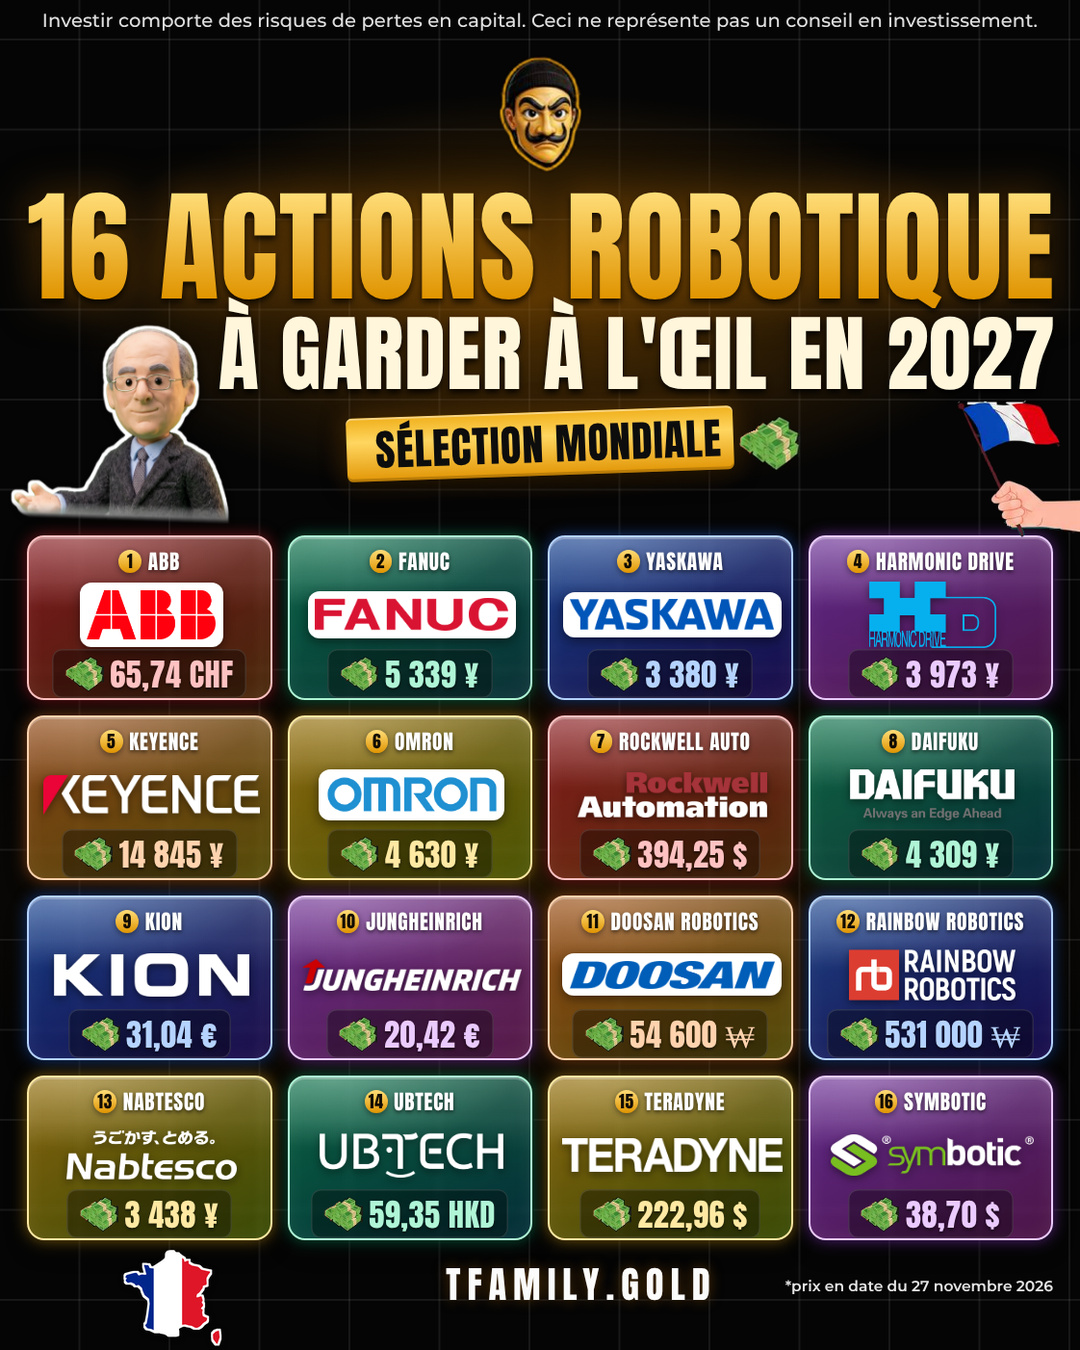 Investir comporte des risques de pertes en capital. Ceci ne représente pas un conseil en investissement.
16 ACTIONS ROBOTIQUE
À GARDER À L'ŒIL EN 2027
SÉLECTION MONDIALE
1 ABB
ABB
65,74 CHF
2 FANUC
FANUC
5 339 ¥
3 YASKAWA
YASKAWA
3 380 ¥
4 HARMONIC DRIVE
HD
HARMONIC DRIVE
3 973 ¥
5 KEYENCE
KEYENCE
14 845 ¥
6 OMRON
OMRON
4 630 ¥
7 ROCKWELL AUTO
Rockwell
Automation
394,25 $
8 DAIFUKU
DAIFUKU
Always an Edge Ahead
4 309 ¥
9 KION
KION
31,04 €
10 JUNGHEINRICH
JUNGHEINRICH
20,42 €
11 DOOSAN ROBOTICS
DOOSAN
54 600 ₩
12 RAINBOW ROBOTICS
rb RAINBOW
ROBOTICS
531 000 ₩
13 NABTESCO
うごかす、とめる。
Nabtesco
3 438 ¥
14 UBTECH
UBTECH
59,35 HKD
15 TERADYNE
TERADYNE
222,96 $
16 SYMBOTIC
® symbotic®
38,70 $
TFAMILY.GOLD
*prix en date du 27 novembre 2026